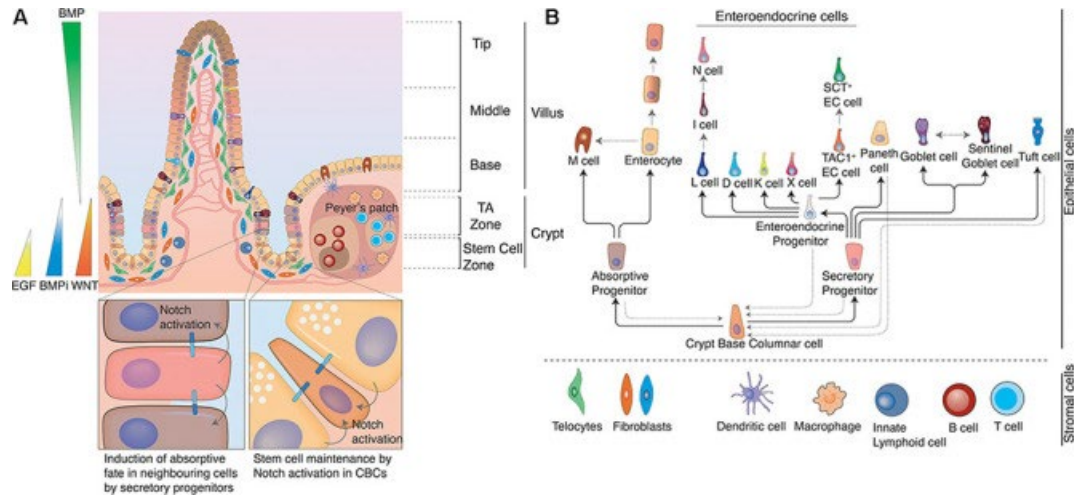 A
BMP
EGF BMPi WNT
Peyer's patch
Tip
Middle
Base
TA
Zone
Stem Cell
Zone
Villus
Crypt
Notch
activation
Notch
activation
Induction of absorptive
fate in neighbouring cells
by secretory progenitors
Stem cell maintenance by
Notch activation in CBCs
B
Enteroendocrine cells
N cell
I cell
SCT⁺
EC cell
M cell
Enterocyte
L cell
D cell
K cell
X cell
TAC1⁺
EC cell
Paneth
cell
Goblet cell
Sentinel
Goblet cell
Tuft cell
Enteroendocrine
Progenitor
Absorptive
Progenitor
Secretory
Progenitor
Crypt Base Columnar cell
Epithelial cells
Telocytes
Fibroblasts
Dendritic cell
Macrophage
Innate
Lymphoid cell
B cell
T cell
Stromal cells